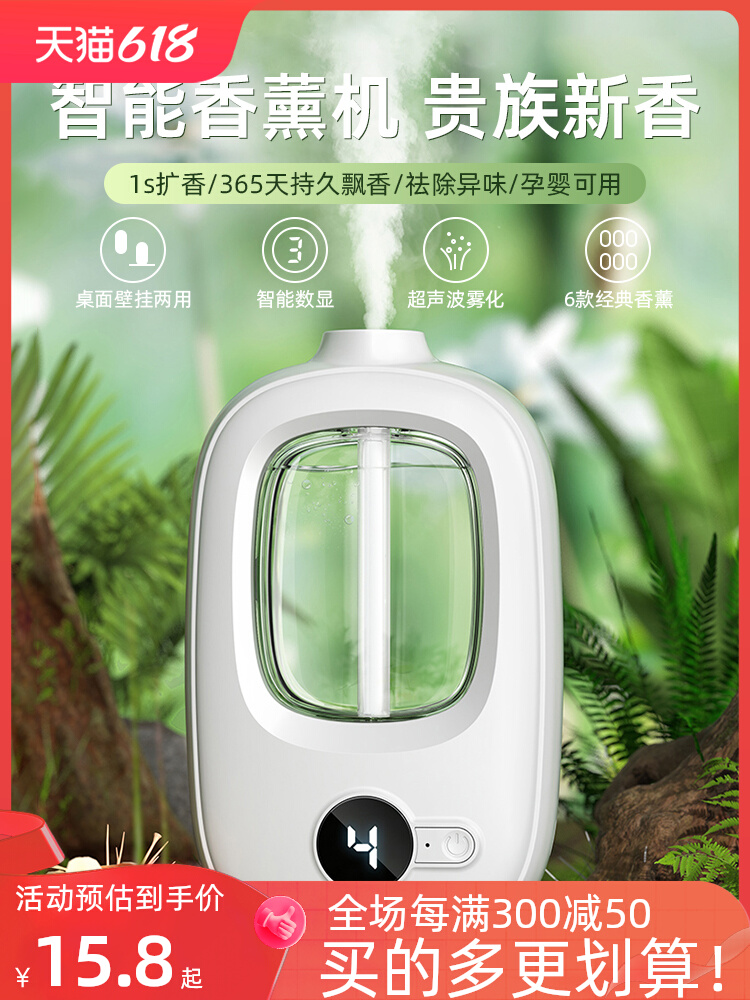 天猫618
智能香薰机 贵族新香
1s扩香/365天持久飘香/祛除异味/孕婴可用
3
000
000
桌面壁挂两用
智能数显
超声波雾化
6款经典香薰
4
活动预估到手价
¥15.8起
全场每满300减50
买的多更划算！